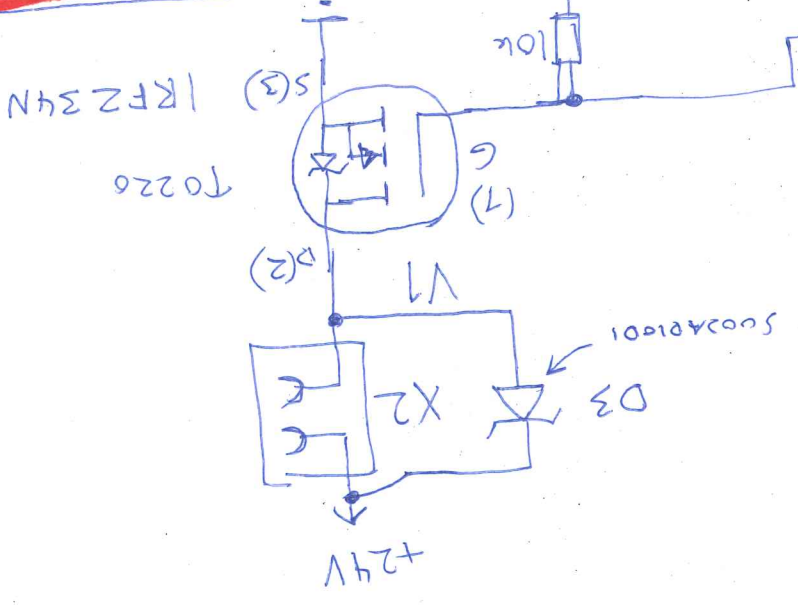 +24V
D3
X2
V1
D(2)
(1)
G
TO220
S(3)
IRFZ34N
10k